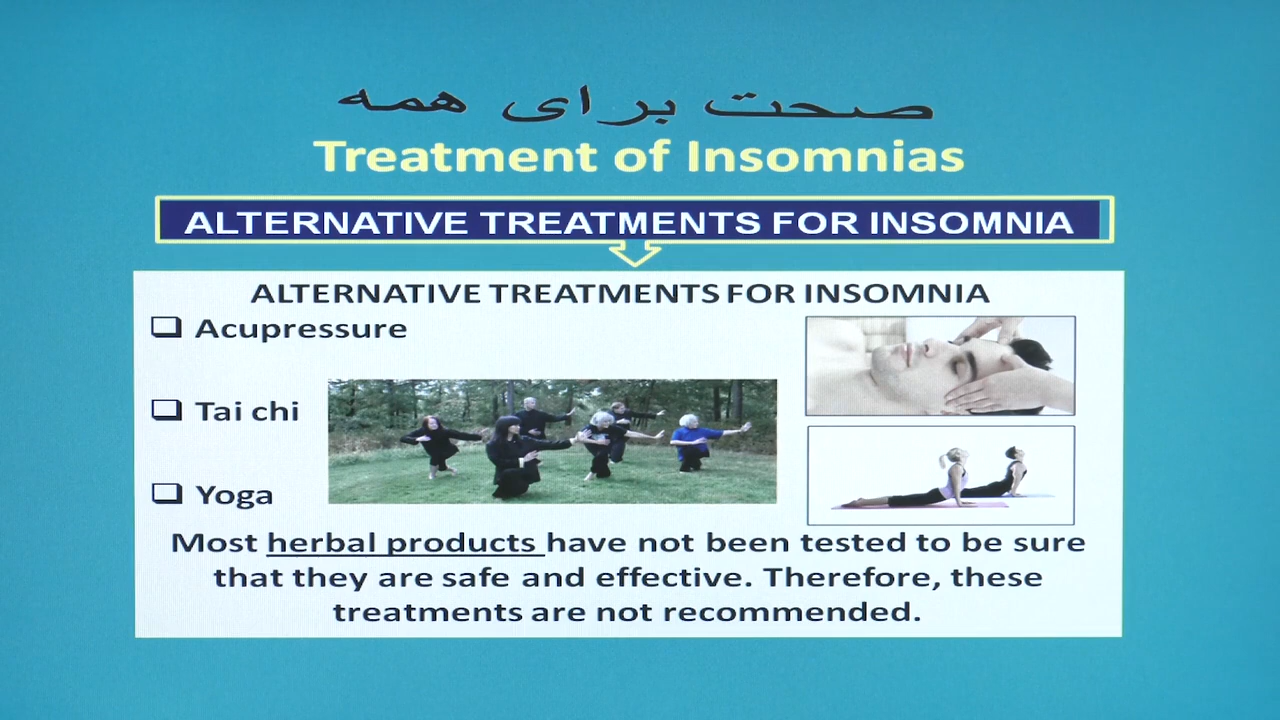 صحت برای همه
Treatment of Insomnias
ALTERNATIVE TREATMENTS FOR INSOMNIA
ALTERNATIVE TREATMENTS FOR INSOMNIA
Acupressure
Tai chi
Yoga
Most herbal products have not been tested to be sure
that they are safe and effective. Therefore, these
treatments are not recommended.